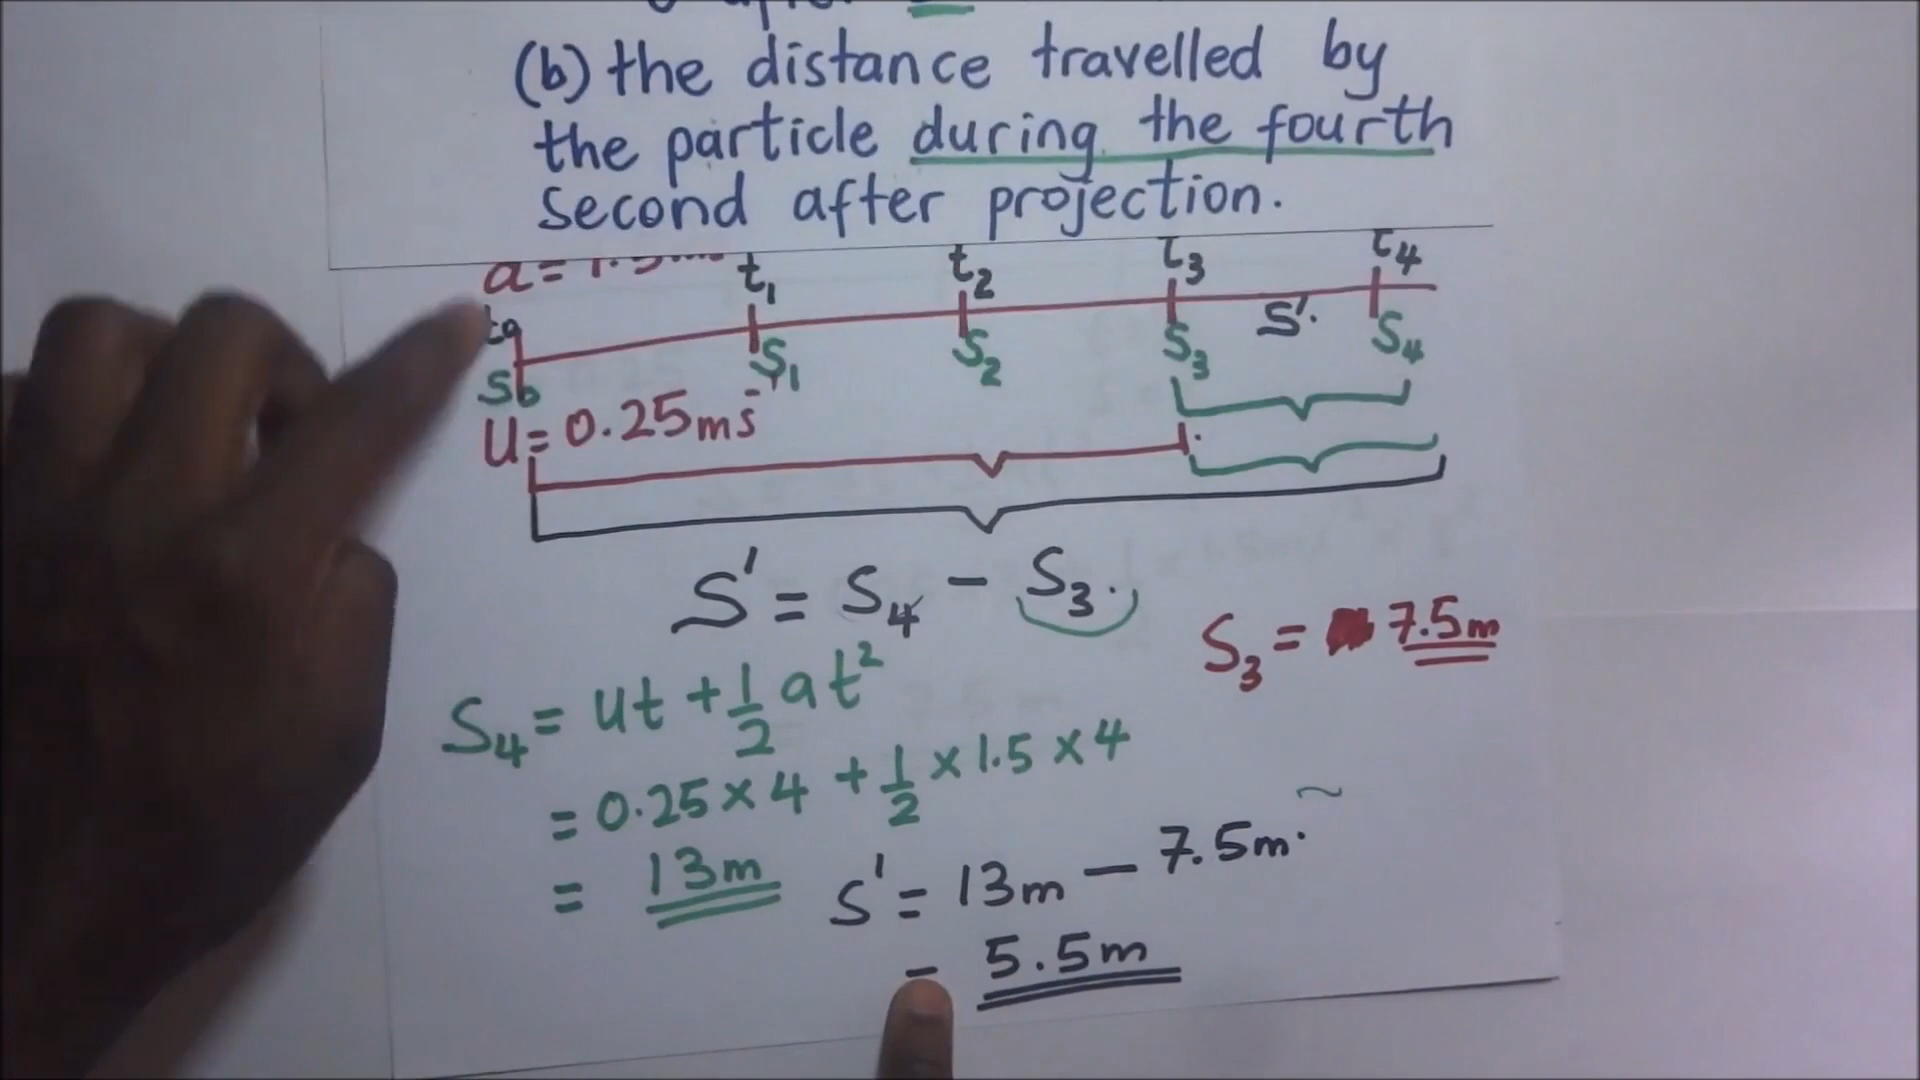 (b) the distance travelled by
the particle during the fourth
second after projection.
t₁ t₂ t₃ t₄
S'.
S₁ S₂ S₃ S₄
U = 0.25ms⁻¹
S' = S₄ - S₃.
S₃ = 7.5m
S₄ = ut + 1/2 at²
= 0.25 x 4 + 1/2 x 1.5 x 4
= 13m
S' = 13m - 7.5m.
- 5.5m